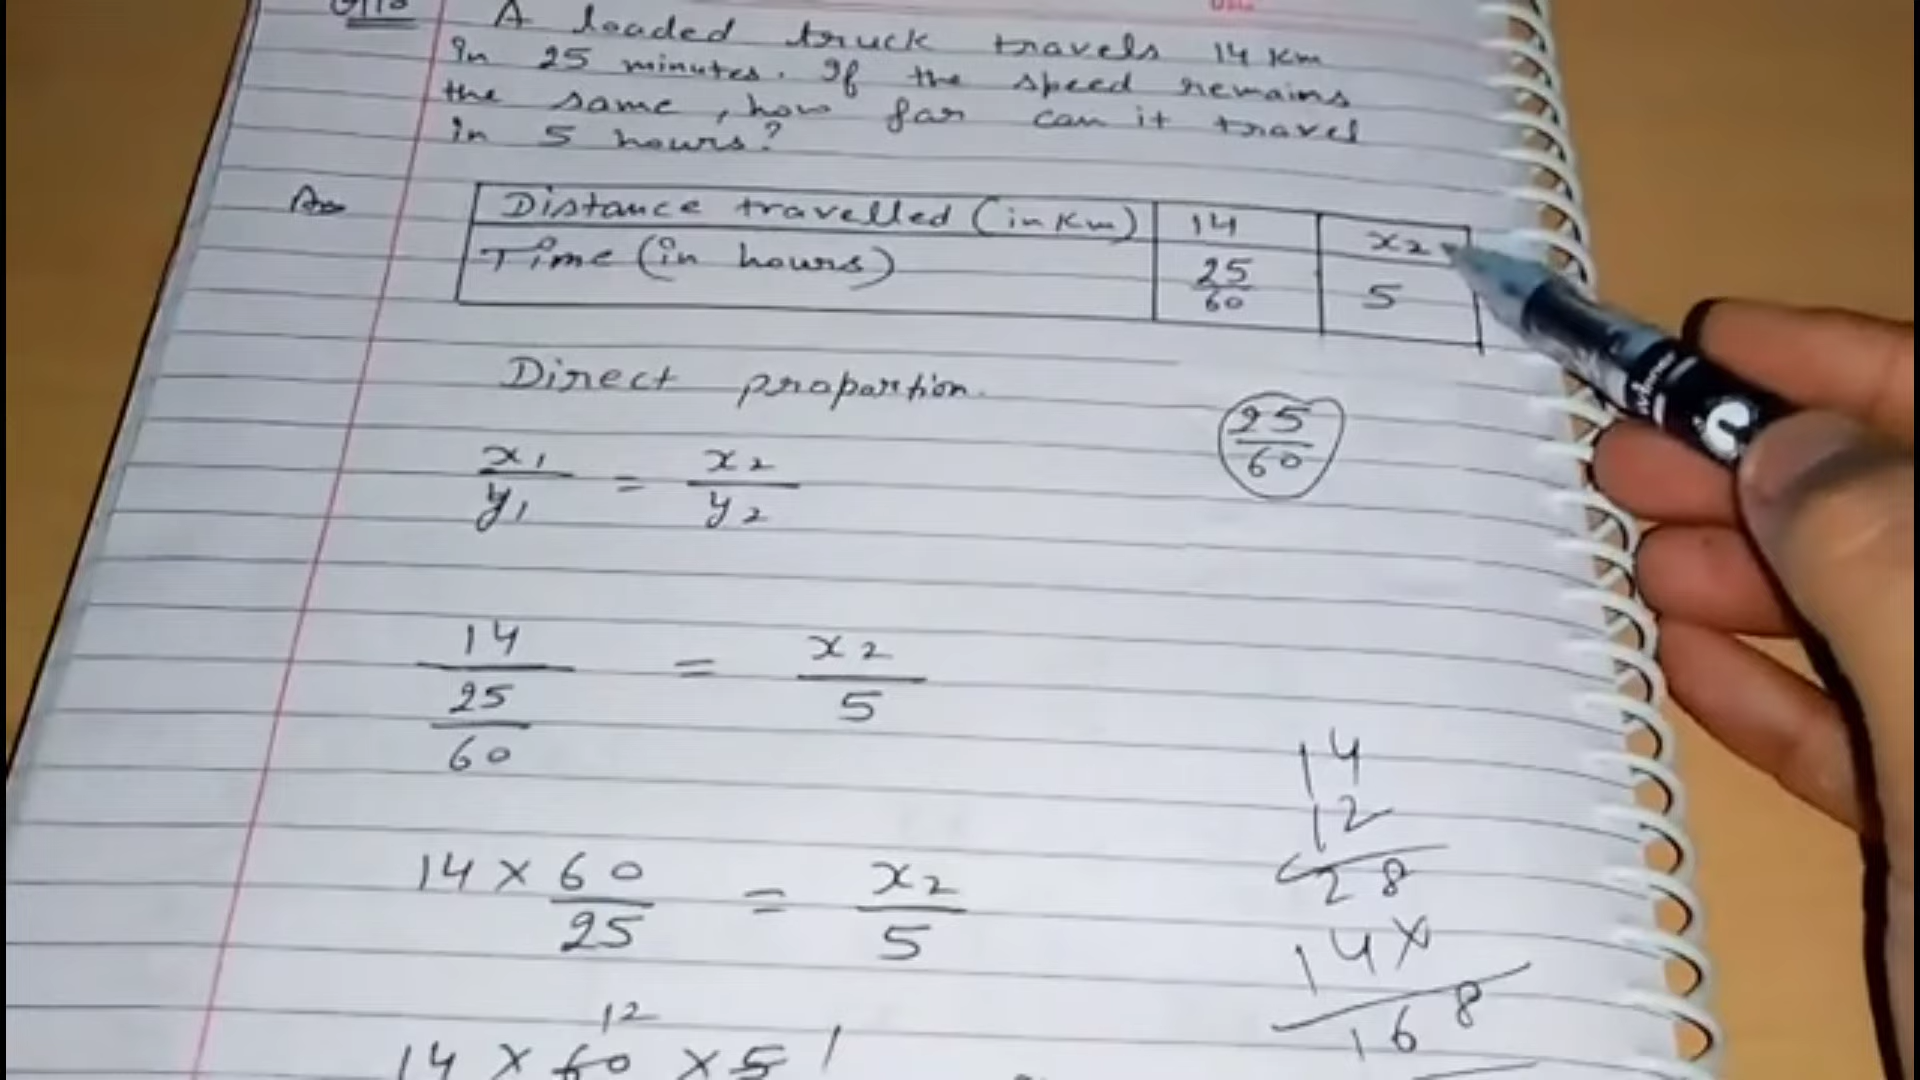 A loaded truck travels 14 Km
in 25 minutes. If the speed remains
the same, how far can it travel
in 5 hours?
Ans
Distance travelled (in Km) 14 x2
Time (in hours) 25/60 5
Direct proportion.
25/60
x1/y1 = x2/y2
14/(25/60) = x2/5
14
12
28
14 × 60/25 = x2/5
14×
168
12
14 × 60 × 5 1